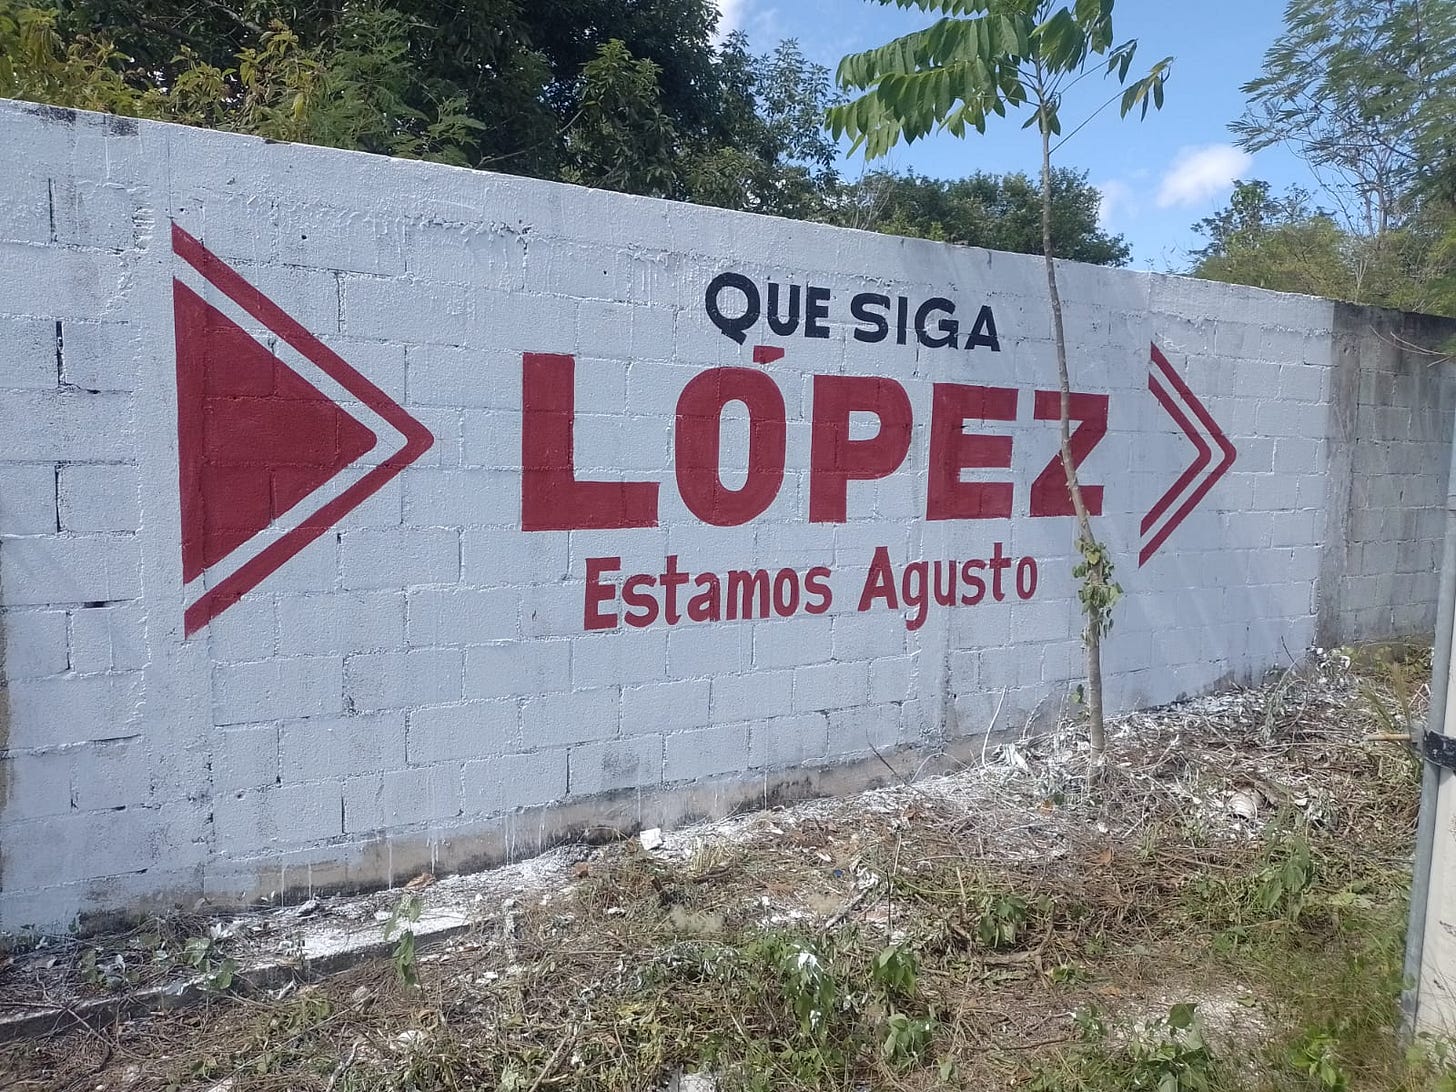 QUE SIGA
LÓPEZ
Estamos Agusto